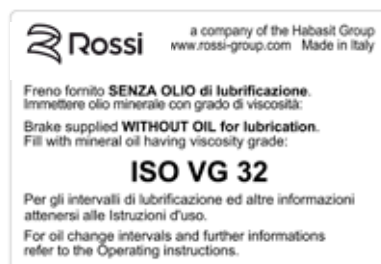 Rossi
a company of the Habasit Group
www.rossi-group.com Made in Italy
Freno fornito SENZA OLIO di lubrificazione.
Immettere olio minerale con grado di viscosità:
Brake supplied WITHOUT OIL for lubrication.
Fill with mineral oil having viscosity grade:
ISO VG 32
Per gli intervalli di lubrificazione ed altre informazioni
attenersi alle Istruzioni d'uso.
For oil change intervals and further informations
refer to the Operating instructions.